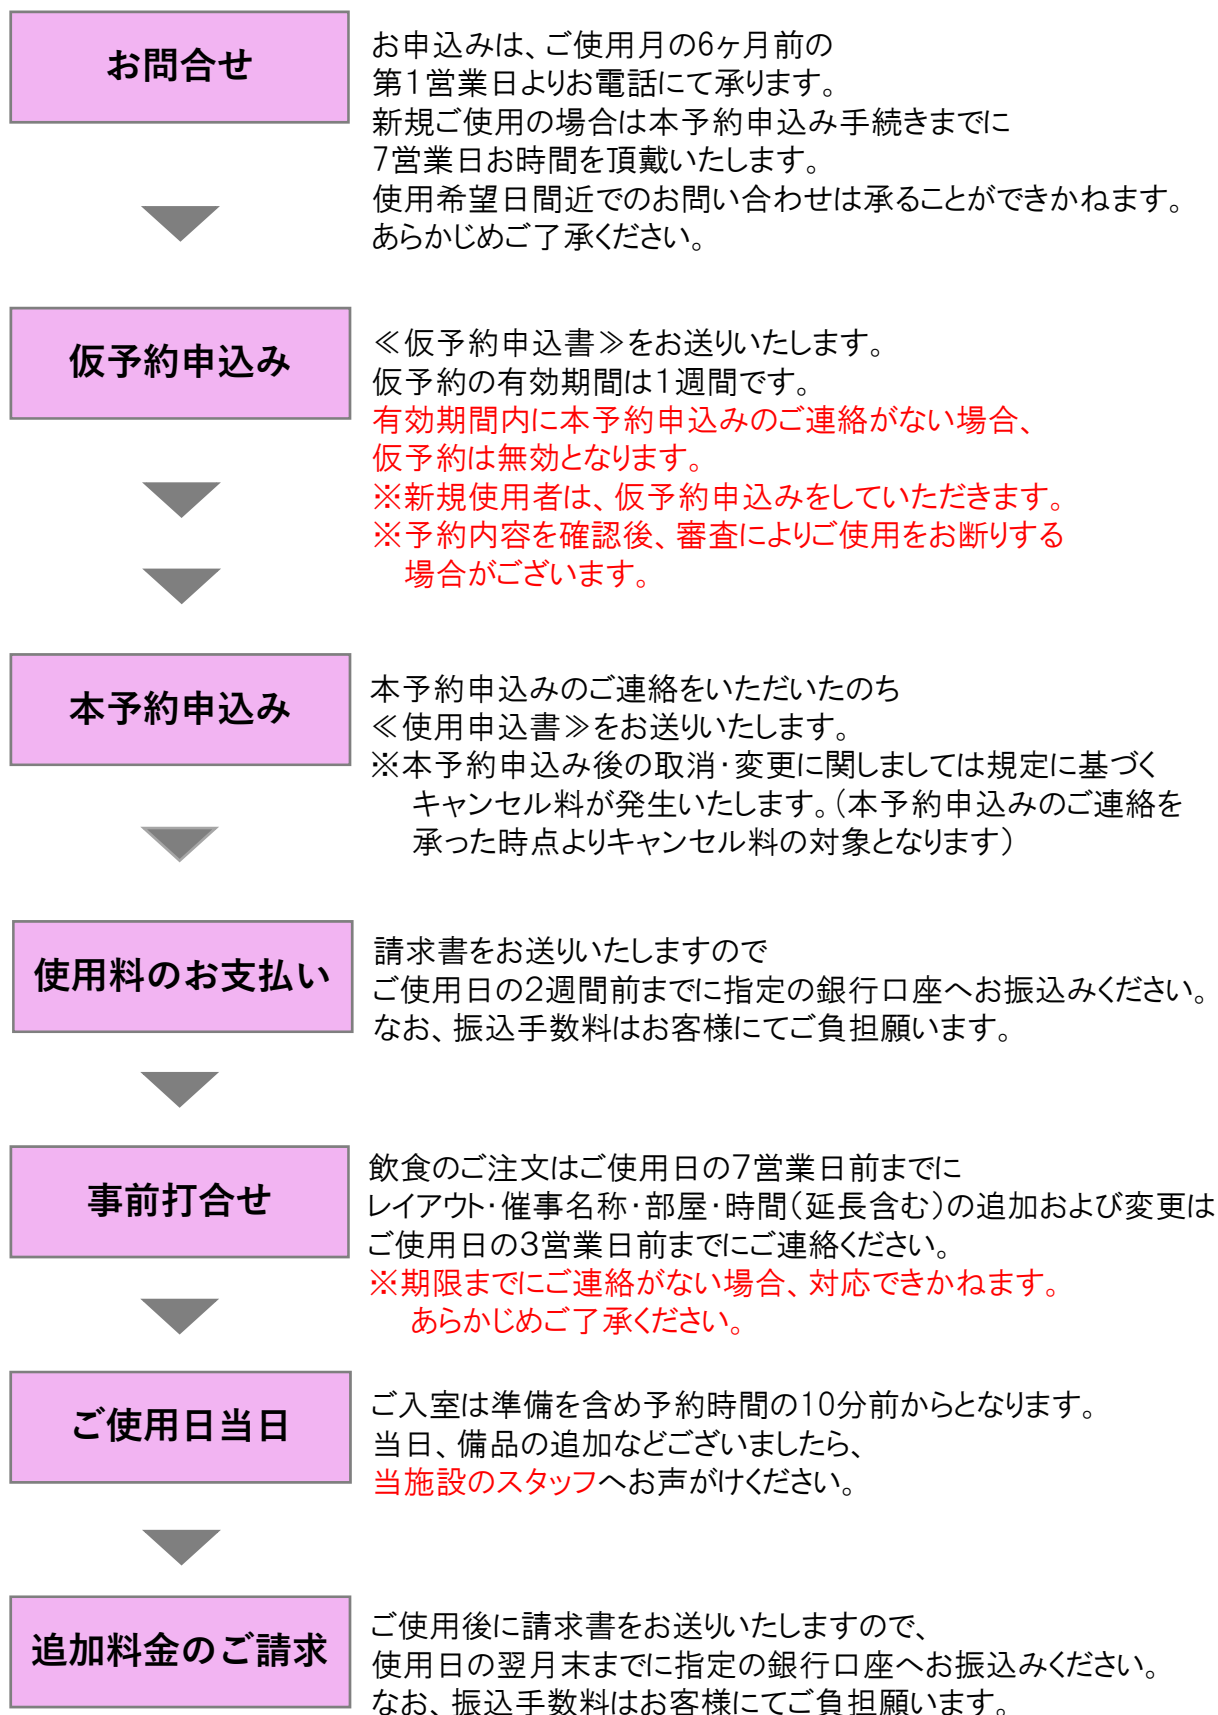 お問合せ
お申込みは、ご使用月の6ヶ月前の
第1営業日よりお電話にて承ります。
新規ご使用の場合は本予約申込み手続きまでに
7営業日お時間を頂戴いたします。
使用希望日間近でのお問い合わせは承ることができかねます。
あらかじめご了承ください。
仮予約申込み
≪仮予約申込書≫をお送りいたします。
仮予約の有効期間は1週間です。
有効期間内に本予約申込みのご連絡がない場合、
仮予約は無効となります。
※新規使用者は、仮予約申込みをしていただきます。
※予約内容を確認後、審査によりご使用をお断りする
場合がございます。
本予約申込み
本予約申込みのご連絡をいただいたのち
≪使用申込書≫をお送りいたします。
※本予約申込み後の取消・変更に関しましては規定に基づく
キャンセル料が発生いたします。(本予約申込みのご連絡を
承った時点よりキャンセル料の対象となります)
使用料のお支払い
請求書をお送りいたしますので
ご使用日の2週間前までに指定の銀行口座へお振込みください。
なお、振込手数料はお客様にてご負担願います。
事前打合せ
飲食のご注文はご使用日の7営業日前までに
レイアウト・催事名称・部屋・時間(延長含む)の追加および変更は
ご使用日の3営業日前までにご連絡ください。
※期限までにご連絡がない場合、対応できかねます。
あらかじめご了承ください。
ご使用日当日
ご入室は準備を含め予約時間の10分前からとなります。
当日、備品の追加などございましたら、
当施設のスタッフへお声がけください。
追加料金のご請求
ご使用後に請求書をお送りいたしますので、
使用日の翌月末までに指定の銀行口座へお振込みください。
なお、振込手数料はお客様にてご負担願います。